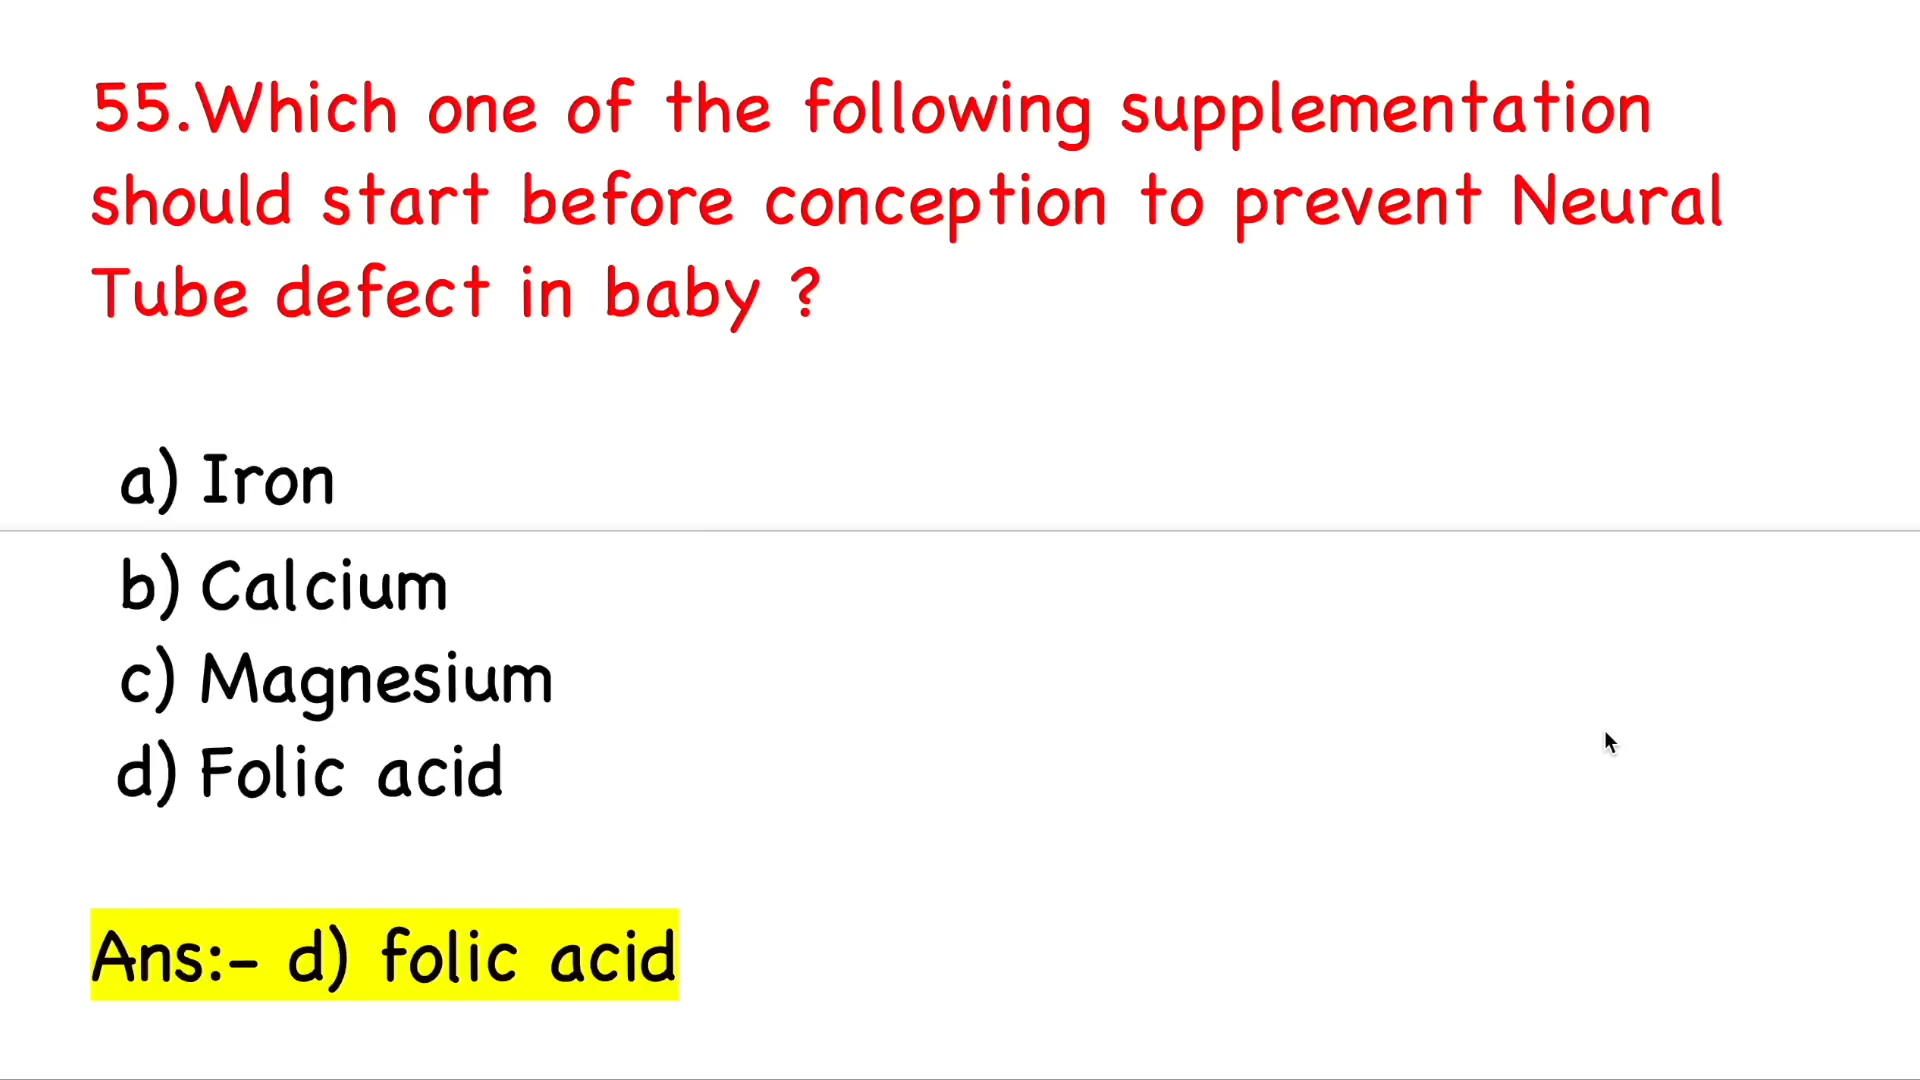 55.Which one of the following supplementation
should start before conception to prevent Neural
Tube defect in baby ?
a) Iron
b) Calcium
c) Magnesium
d) Folic acid
Ans:- d) folic acid